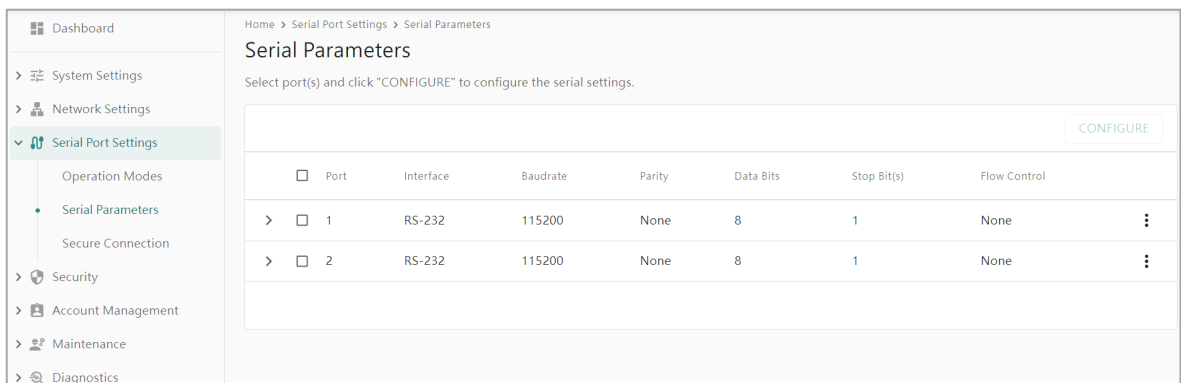 Dashboard
System Settings
Network Settings
Serial Port Settings
Operation Modes
Serial Parameters
Secure Connection
Security
Account Management
Maintenance
Diagnostics
Home > Serial Port Settings > Serial Parameters
Serial Parameters
Select port(s) and click "CONFIGURE" to configure the serial settings.
CONFIGURE
Port Interface Baudrate Parity Data Bits Stop Bit(s) Flow Control
1 RS-232 115200 None 8 1 None
2 RS-232 115200 None 8 1 None